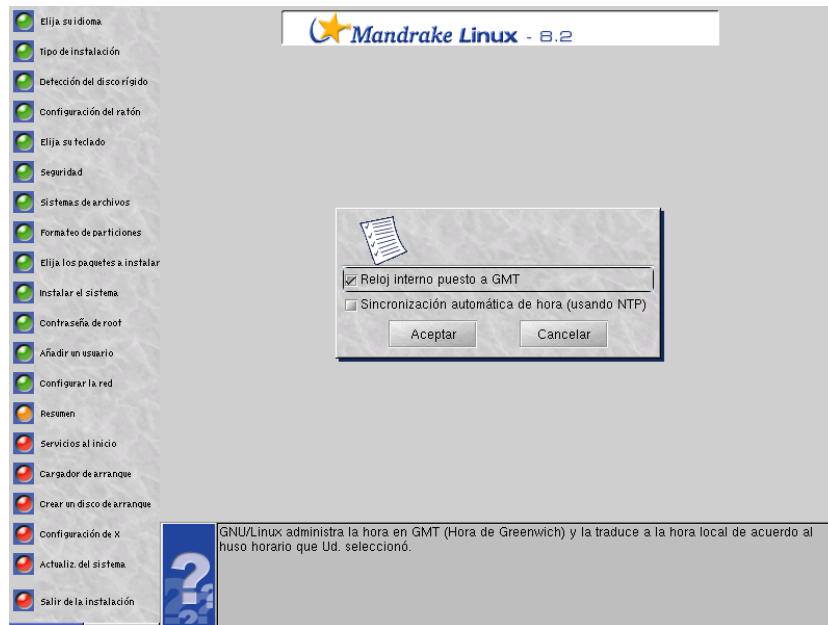 Elija su idioma
Tipo de instalación
Detección del disco rígido
Configuración del ratón
Elija su teclado
Seguridad
Sistemas de archivos
Formateo de particiones
Elija los paquetes a instalar
Instalar el sistema
Contraseña de root
Añadir un usuario
Configurar la red
Resumen
Servicios al inicio
Cargador de arranque
Crear un disco de arranque
Configuración de X
Actualiz. del sistema
Salir de la instalación
Mandrake Linux - 8.2
Reloj interno puesto a GMT
Sincronización automática de hora (usando NTP)
Aceptar
Cancelar
GNU/Linux administra la hora en GMT (Hora de Greenwich) y la traduce a la hora local de acuerdo al
huso horario que Ud. seleccionó.